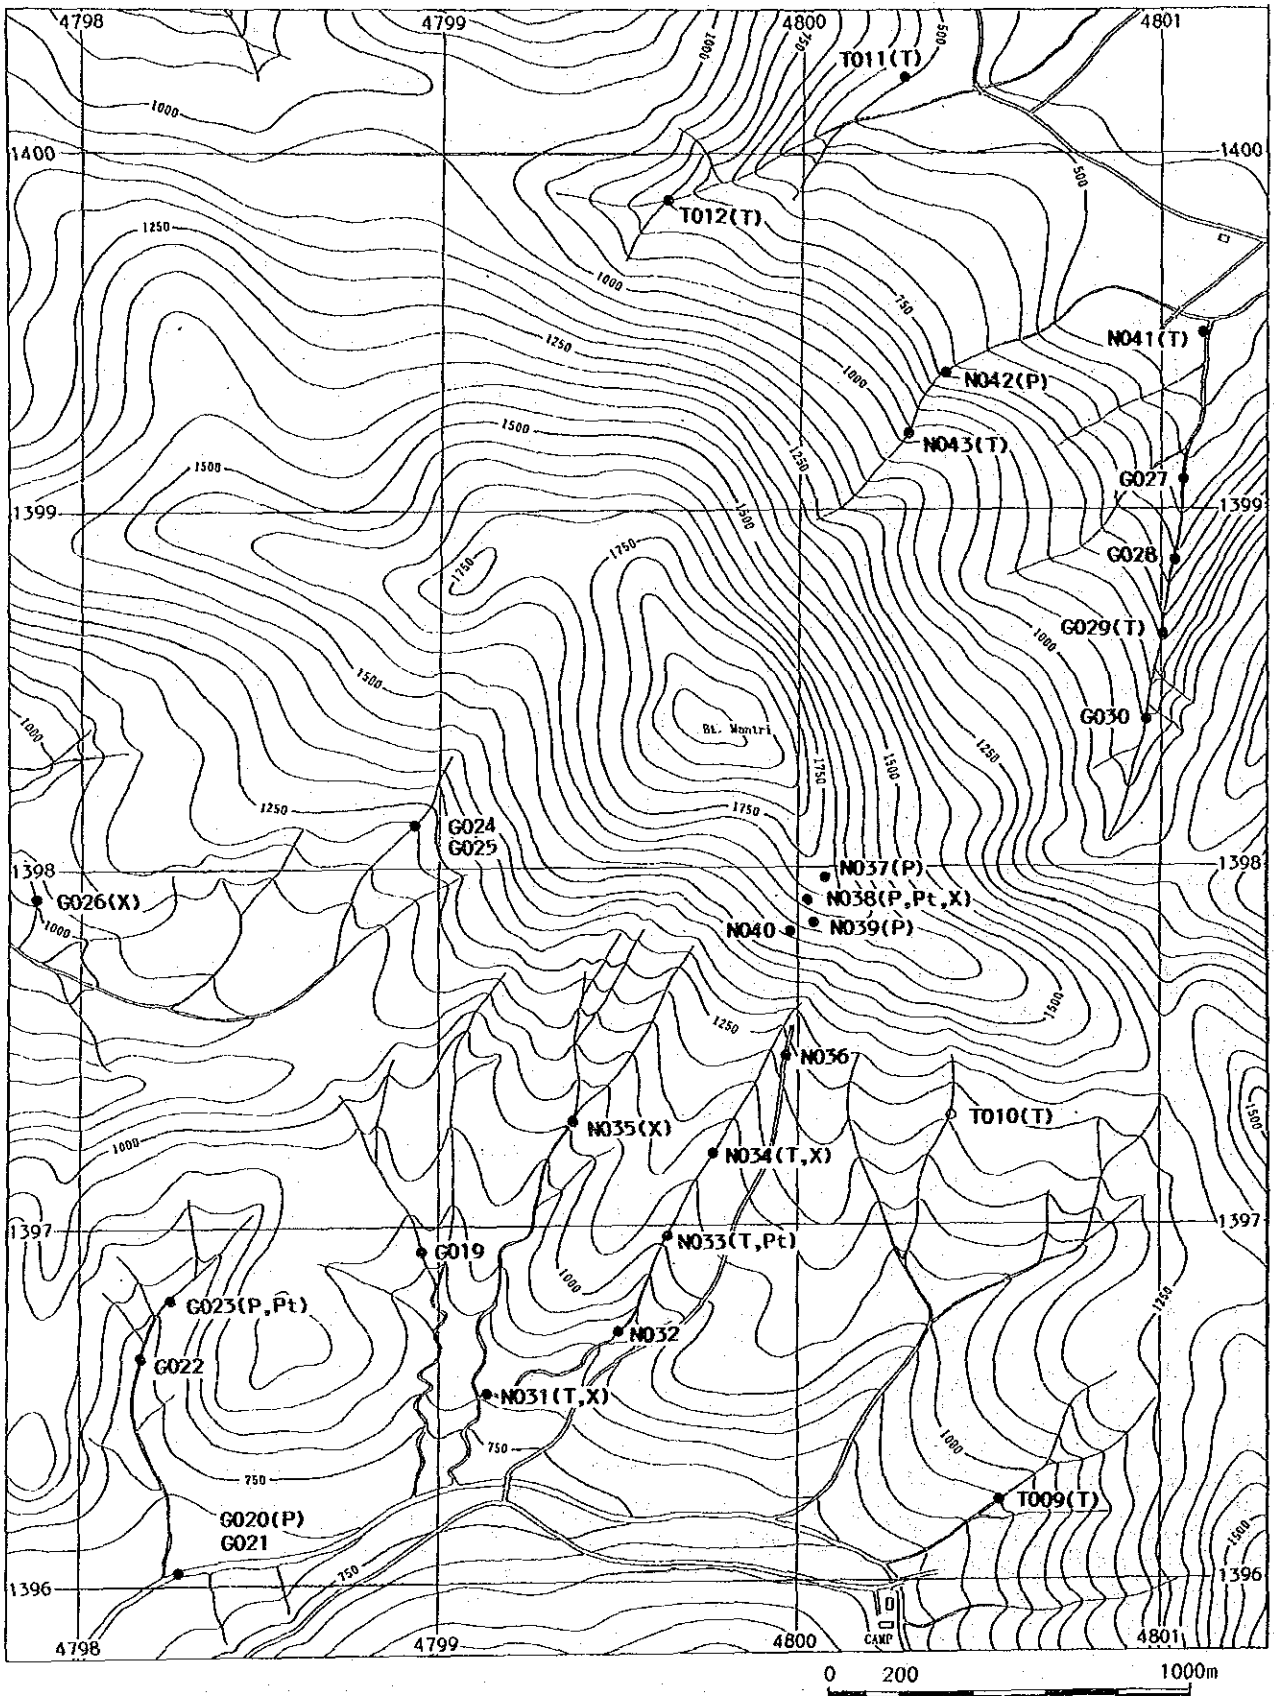 4798
4799
4800
4801
1000
750
500
T011(T)
1000
1400
1400
500
T012(T)
1250
1000
750
N041(T)
1250
N042(P)
1000
1500
N043(T)
1250
1500
G027
1399
1399
1500
1750
G028
1750
1000
G029(T)
1500
1000
G030
Bt. Mantri
1250
1750
1500
1250
1750
G024
G025
1398
1398
N037(P)
G026(X)
N038(P,Pt,X)
N040
N039(P)
1000
1500
1250
N036
1500
N035(X)
T010(T)
1000
N034(T,X)
1397
1397
N033(T,Pt)
G019
1000
1250
G023(P,Pt)
N032
G022
N031(T,X)
750
1000
750
T009(T)
G020(P)
G021
1500
750
1396
1396
CAMP
4798
4799
4800
4801
0 200 1000m